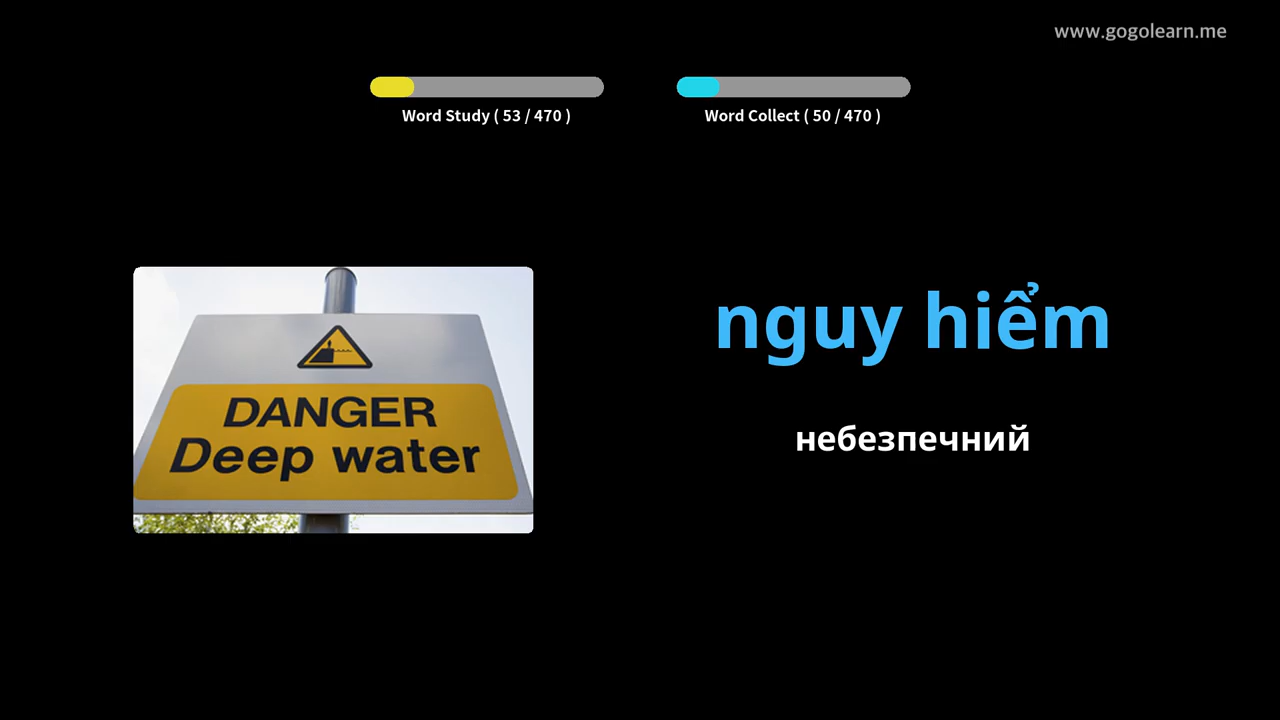 www.gogolearn.me
Word Study ( 53 / 470 )
Word Collect ( 50 / 470 )
DANGER
Deep water
nguy hiểm
небезпечний